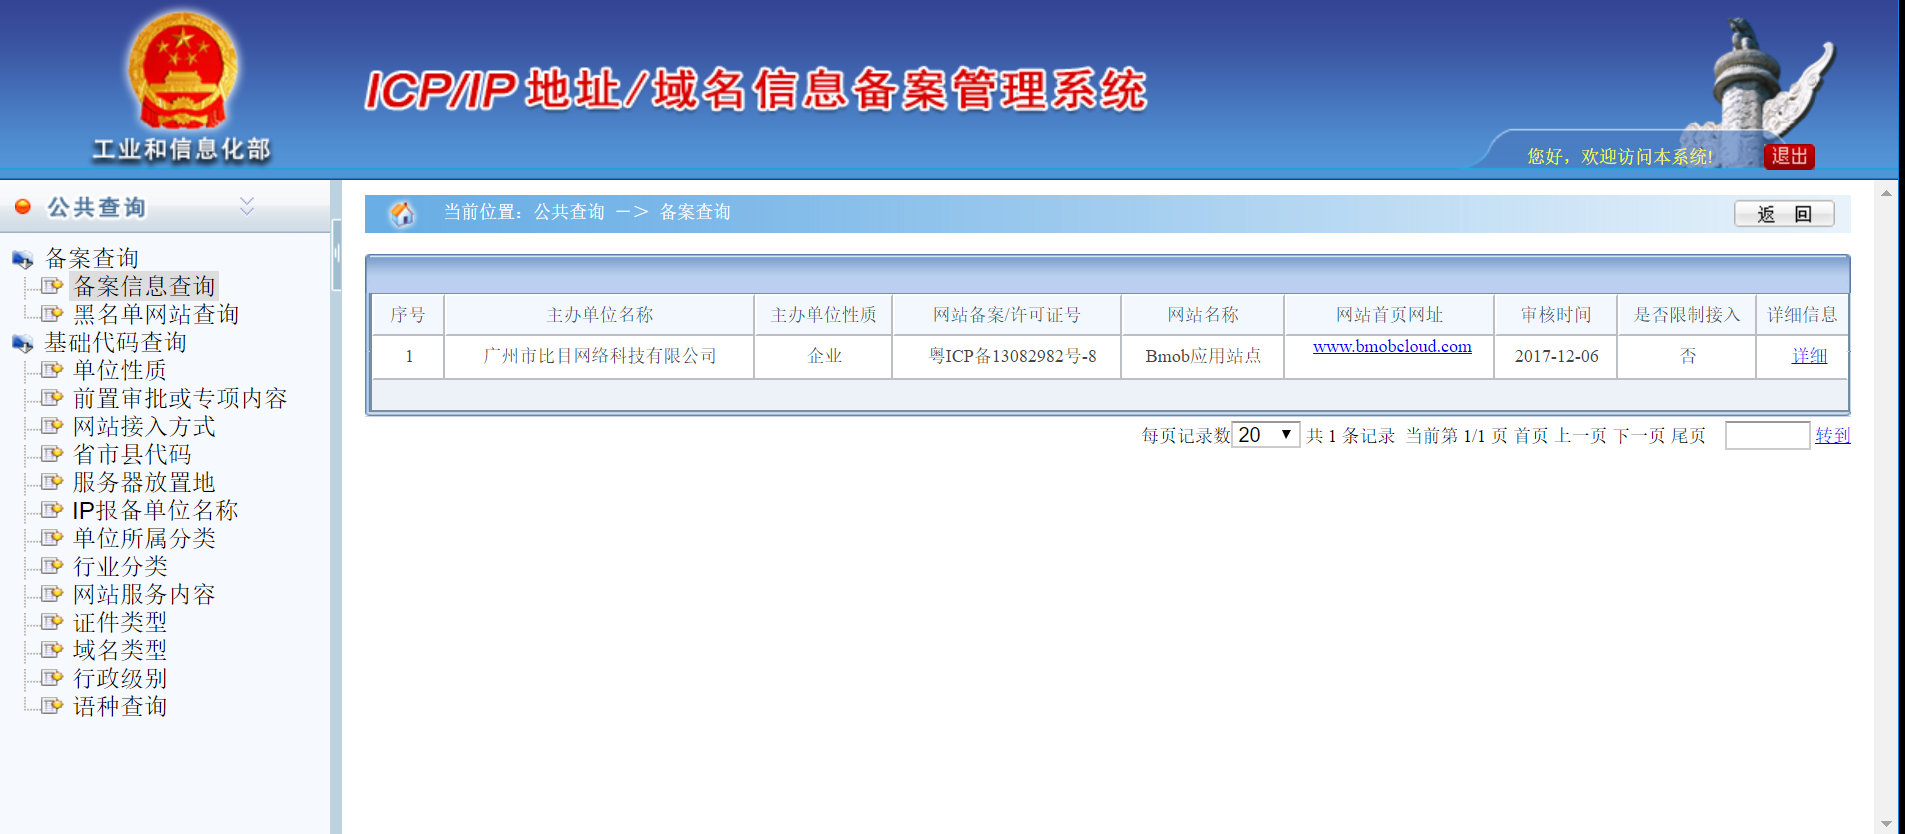 工业和信息化部
ICP/IP地址/域名信息备案管理系统
您好，欢迎访问本系统!
退出
公共查询
备案查询
备案信息查询
黑名单网站查询
基础代码查询
单位性质
前置审批或专项内容
网站接入方式
省市县代码
服务器放置地
IP报备单位名称
单位所属分类
行业分类
网站服务内容
证件类型
域名类型
行政级别
语种查询
当前位置：公共查询 －> 备案查询
返 回
序号 主办单位名称 主办单位性质 网站备案/许可证号 网站名称 网站首页网址 审核时间 是否限制接入 详细信息
1 广州市比目网络科技有限公司 企业 粤ICP备13082982号-8 Bmob应用站点 www.bmobcloud.com 2017-12-06 否 详细
每页记录数 20 共 1 条记录 当前第 1/1 页 首页 上一页 下一页 尾页 转到